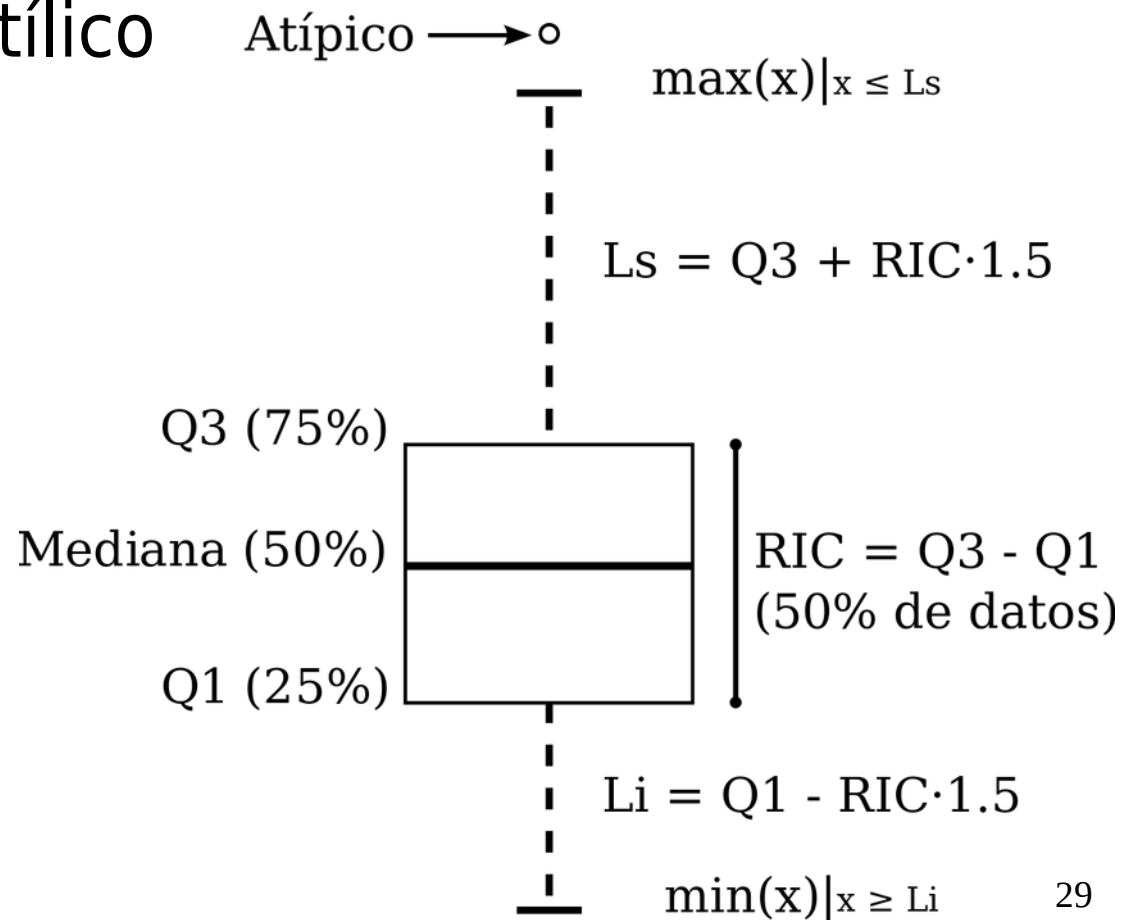 tílico
Atípico
max(x)|x ≤ Ls
Ls = Q3 + RIC·1.5
Q3 (75%)
Mediana (50%)
RIC = Q3 - Q1
(50% de datos)
Q1 (25%)
Li = Q1 - RIC·1.5
min(x)|x ≥ Li
29